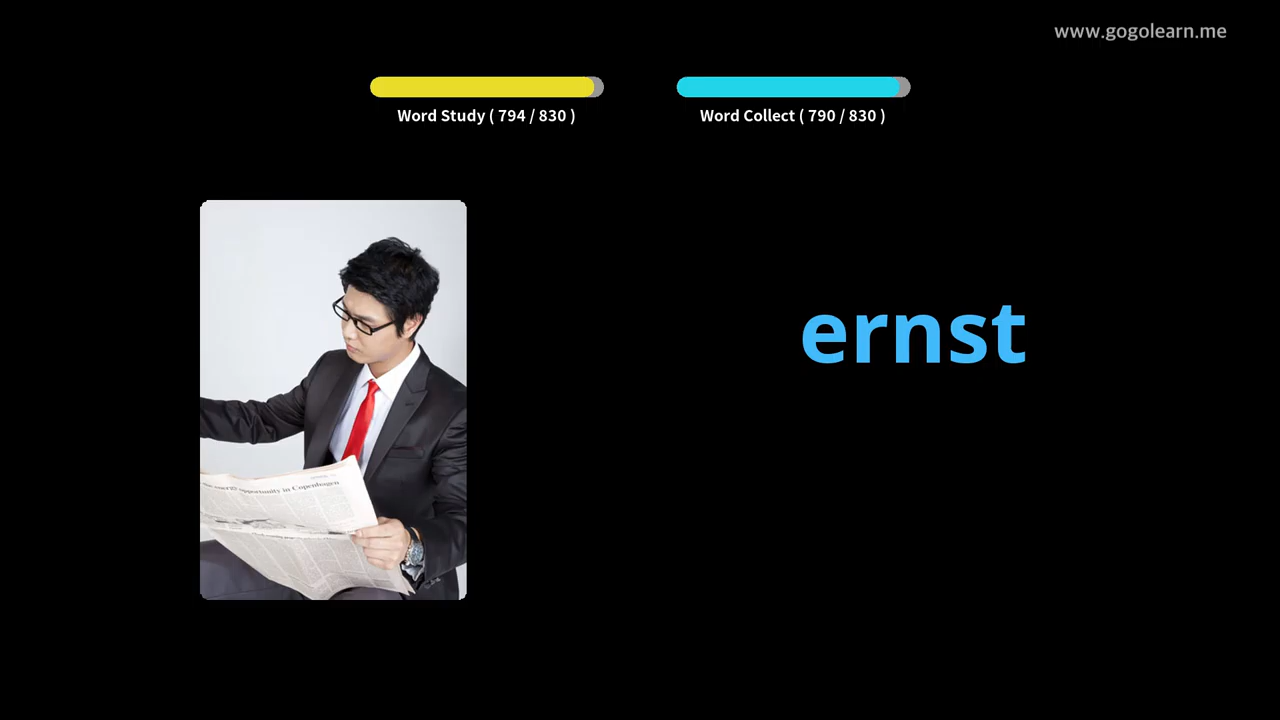 www.gogolearn.me
Word Study ( 794 / 830 )
Word Collect ( 790 / 830 )
ernst
opportunity in Copenhagen